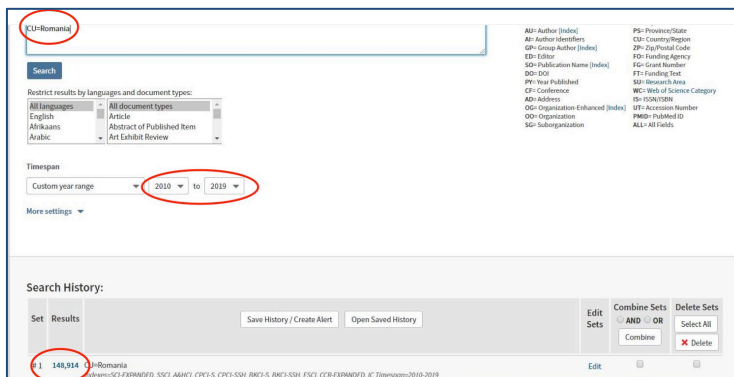 CU=Romania
Search
Restrict results by languages and document types:
All languages
English
Afrikaans
Arabic
All document types
Article
Abstract of Published Item
Art Exhibit Review
Timespan
Custom year range 2010 to 2019
More settings
AU= Author [Index]
AI= Author Identifiers
GP= Group Author [Index]
ED= Editor
SO= Publication Name [Index]
DO= DOI
PY= Year Published
CF= Conference
AD= Address
OG= Organization-Enhanced [Index]
OO= Organization
SG= Suborganization
PS= Province/State
CU= Country/Region
ZP= Zip/Postal Code
FO= Funding Agency
FG= Grant Number
FT= Funding Text
SU= Research Area
WC= Web of Science Category
IS= ISSN/ISBN
UT= Accession Number
PMID= PubMed ID
ALL= All Fields
Search History:
Set Results Save History / Create Alert Open Saved History Edit Sets Combine Sets AND OR Combine Delete Sets Select All Delete
# 1 148,914 CU=Romania Edit
Indexes=SCI-EXPANDED, SSCI, A&HCI, CPCI-S, CPCI-SSH, BKCI-S, BKCI-SSH, ESCI, CCR-EXPANDED, IC Timespan=2010-2019